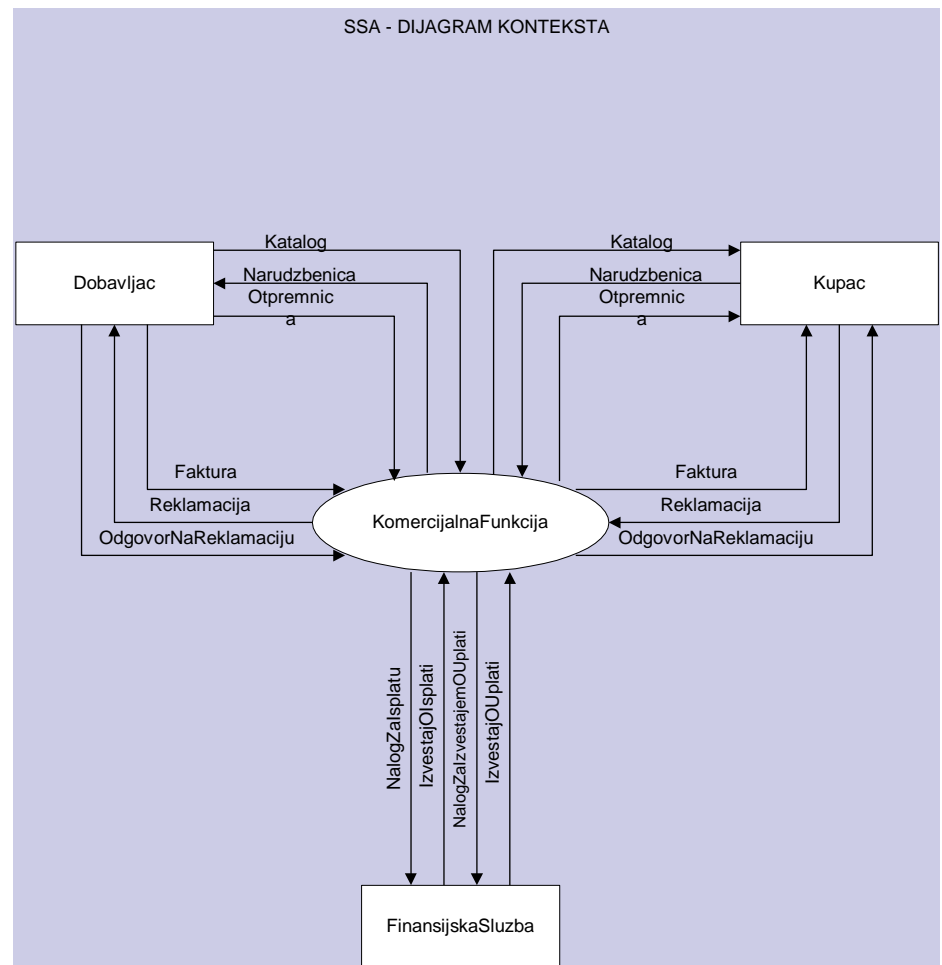 SSA - DIJAGRAM KONTEKSTA
Katalog
Katalog
Dobavljac
Narudzbenica
Narudzbenica
Kupac
Otpremnic
a
Otpremnic
a
Faktura
Faktura
Reklamacija
Reklamacija
KomercijalnaFunkcija
OdgovorNaReklamaciju
OdgovorNaReklamaciju
NalogZaIsplatu
IzvestajOIsplati
NalogZaIzvestajemOUplati
IzvestajOUplati
FinansijskaSluzba